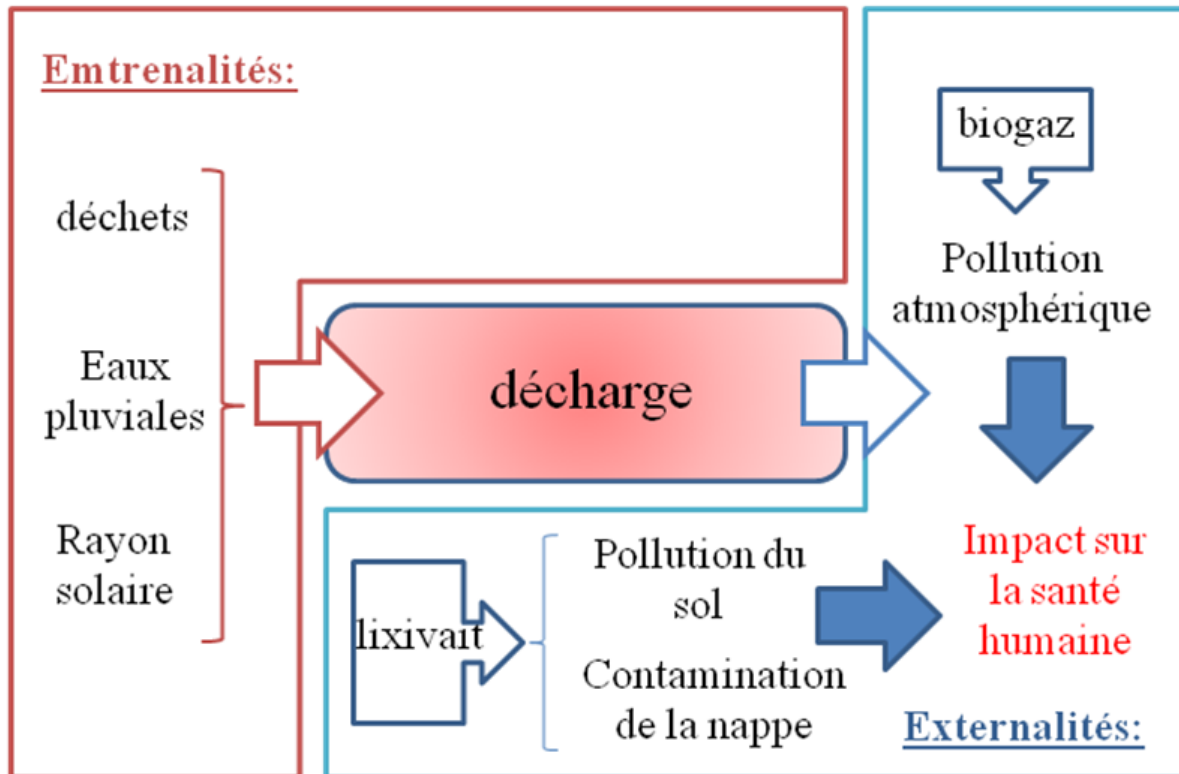 Emtrenalités:
déchets
Eaux
pluviales
Rayon
solaire
décharge
biogaz
Pollution
atmosphérique
lixivait
Pollution du
sol
Contamination
de la nappe
Impact sur
la santé
humaine
Externalités: